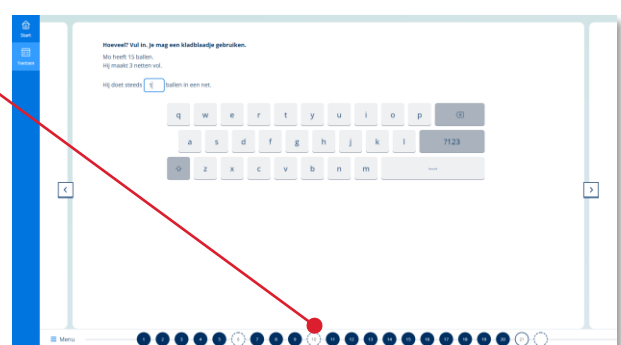 Start
Toetsen
Hoeveel? Vul in. Je mag een kladblaadje gebruiken.
Mo heeft 15 ballen.
Hij maakt 3 netten vol.
Hij doet steeds ballen in een net.
q w e r t y u i o p
a s d f g h j k l ?123
z x c v b n m
Menu 1 2 3 4 5 6 7 8 9 10 11 12 13 14 15 16 17 18 19 20 21